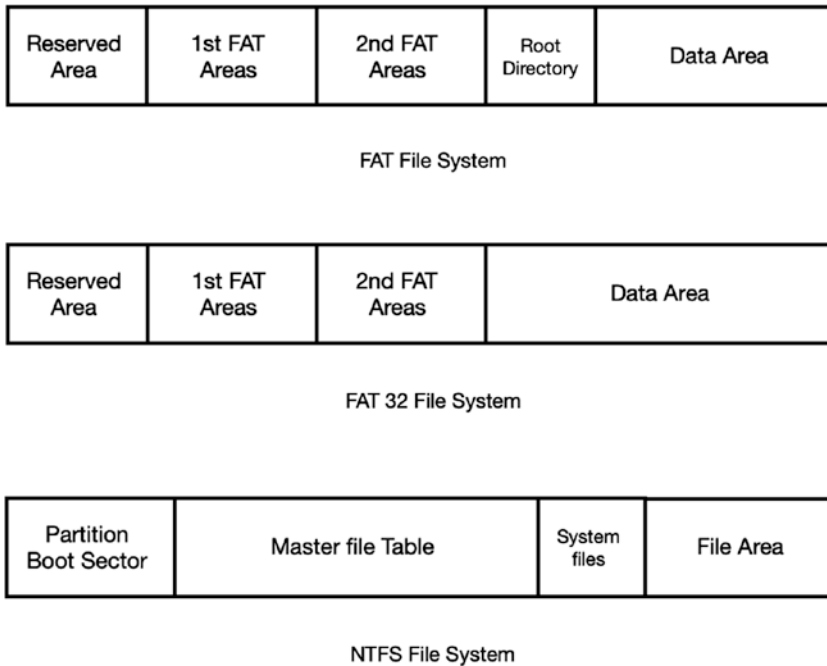 Reserved
Area
1st FAT
Areas
2nd FAT
Areas
Root
Directory
Data Area
FAT File System
Reserved
Area
1st FAT
Areas
2nd FAT
Areas
Data Area
FAT 32 File System
Partition
Boot Sector
Master file Table
System
files
File Area
NTFS File System